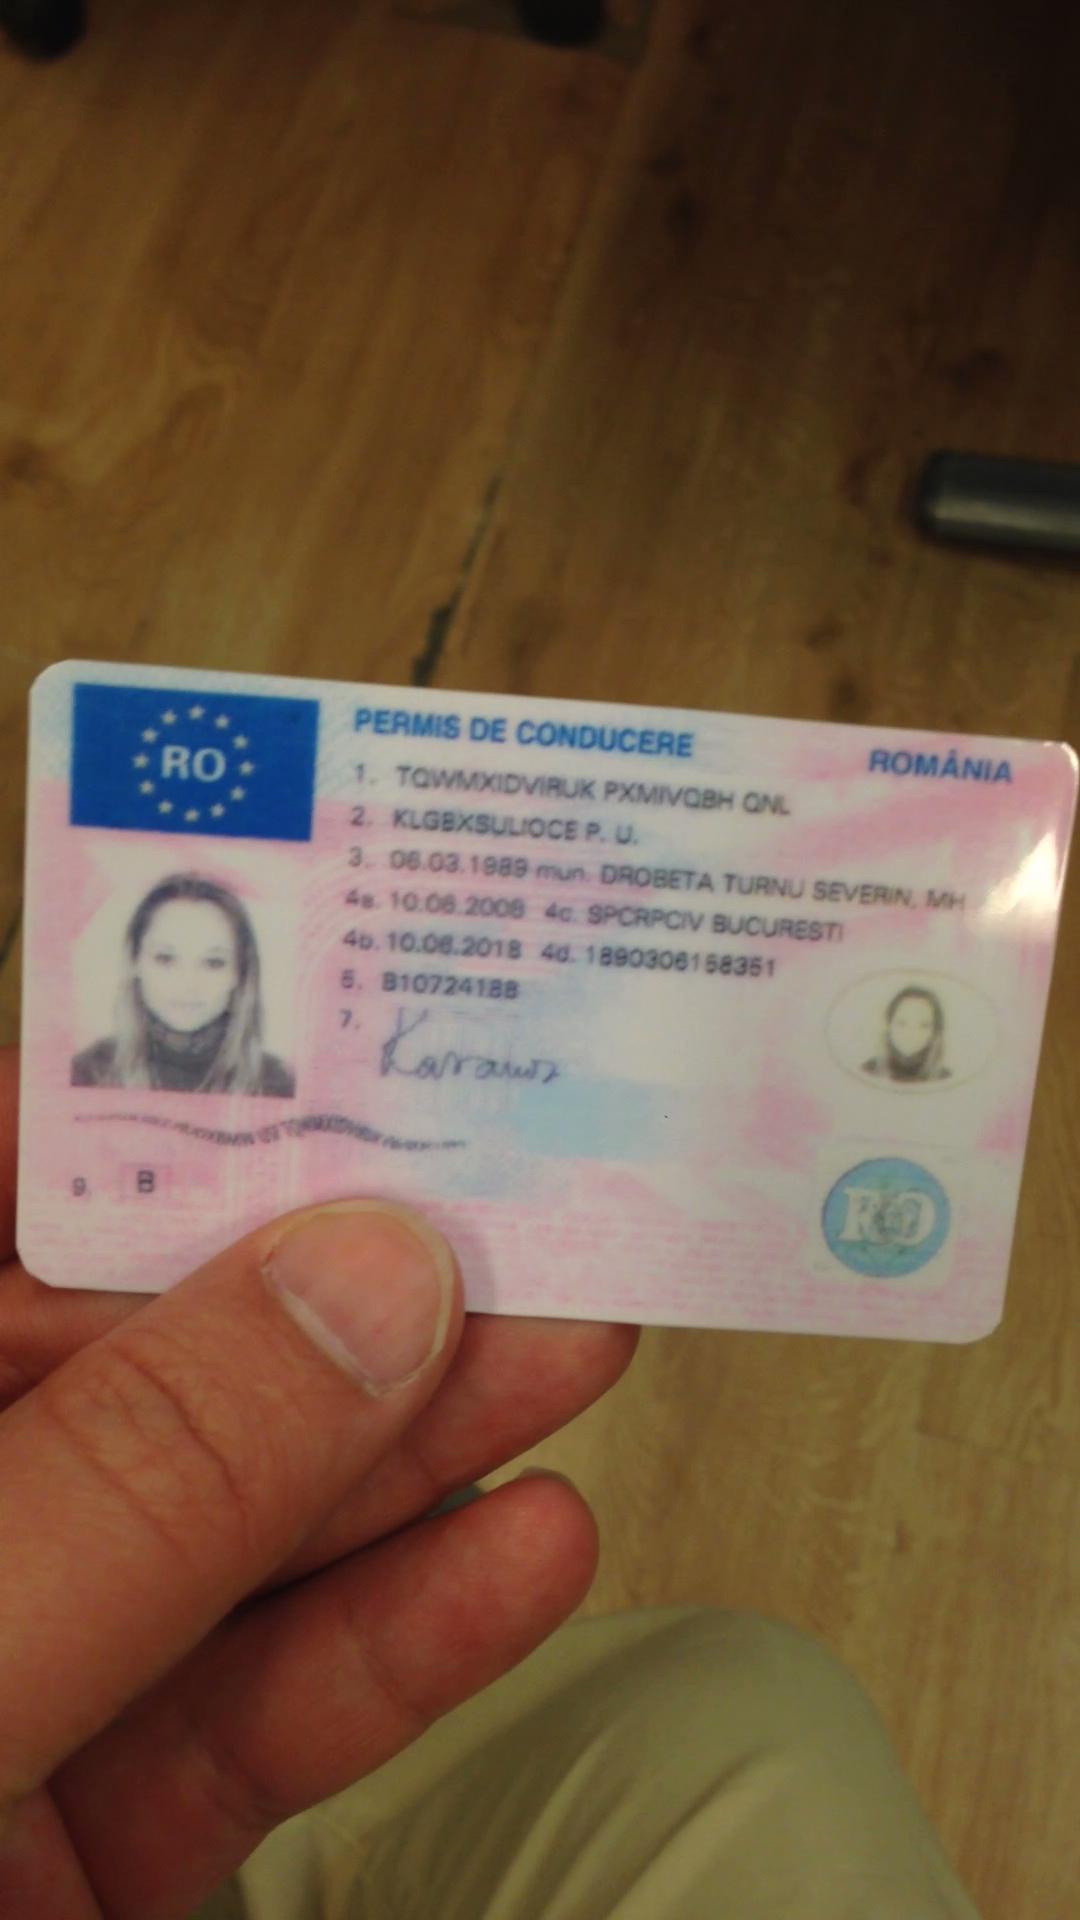 RO
PERMIS DE CONDUCERE ROMÂNIA
1. TQWMXIDVIRUK PXMIVQBH QNL
2. KLGBXSULIOCE P. U.
3. 06.03.1989 mun. DROBETA TURNU SEVERIN, MH
4a. 10.06.2008 4c. SPCRPCIV BUCURESTI
4b. 10.06.2018 4d. 1890306158351
5. B10724188
7.
9. B
RO